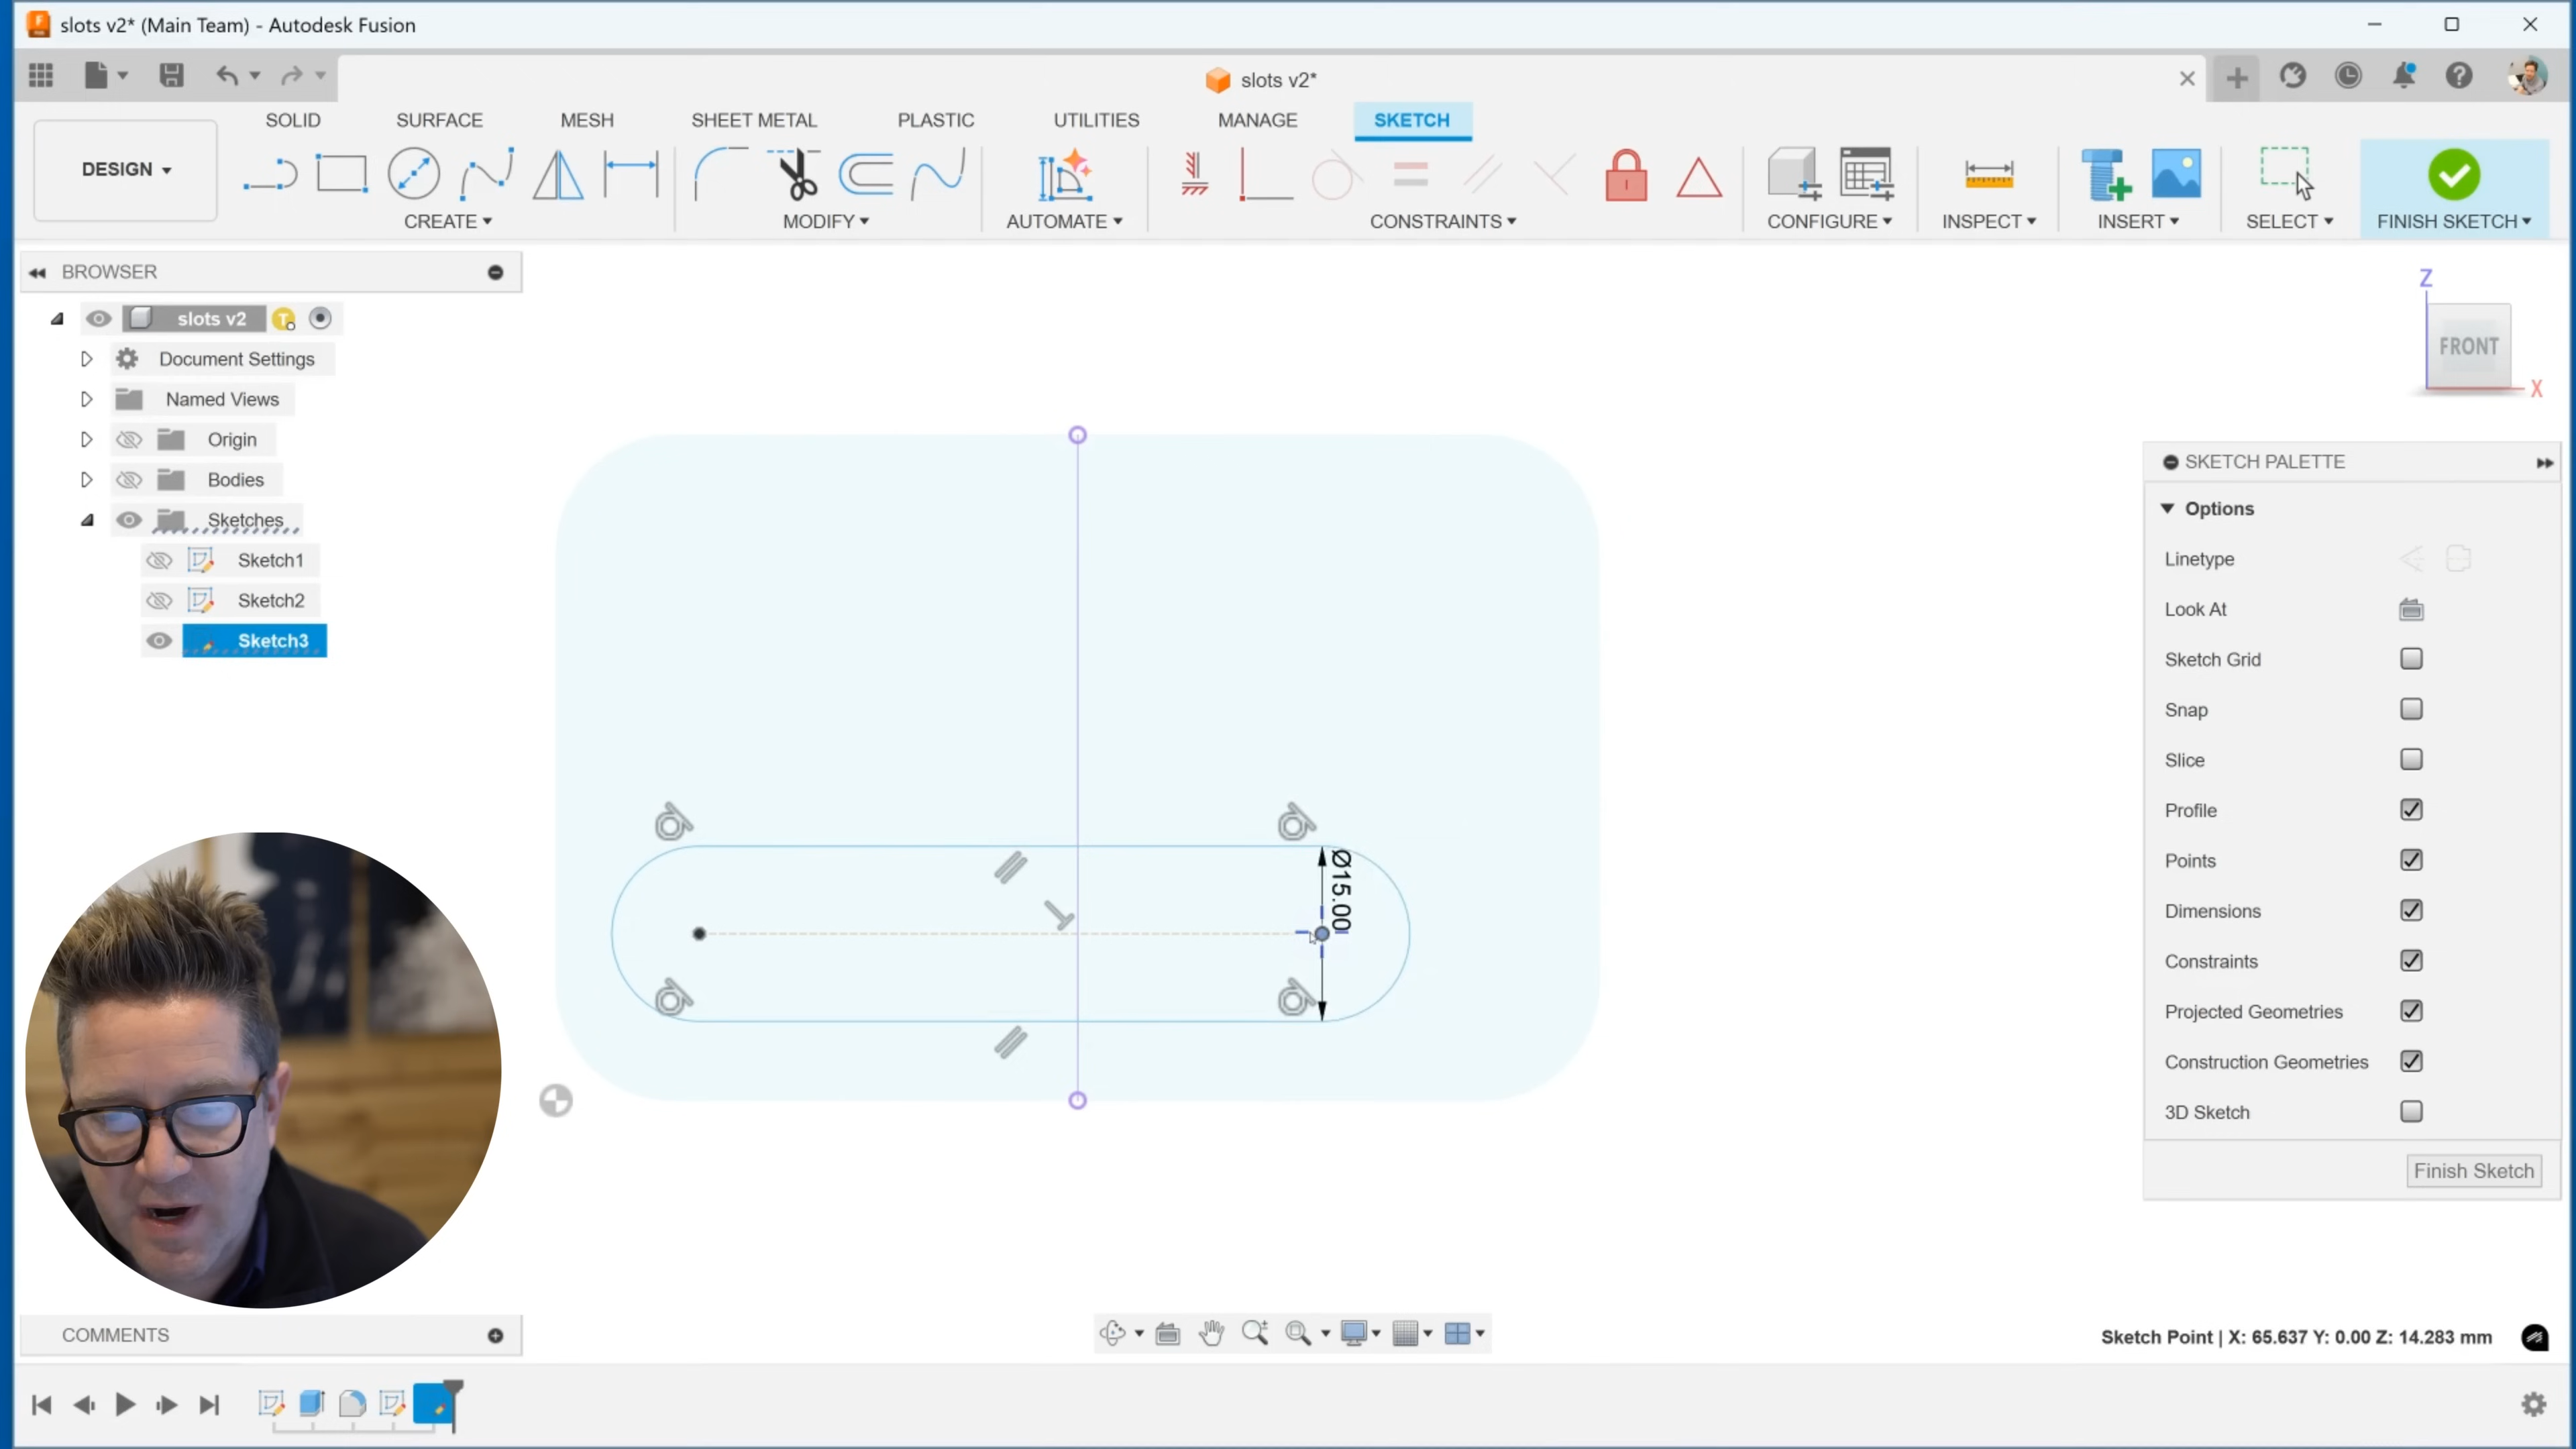 slots v2* (Main Team) - Autodesk Fusion
slots v2*
SOLID SURFACE MESH SHEET METAL PLASTIC UTILITIES MANAGE SKETCH
DESIGN
CREATE MODIFY AUTOMATE CONSTRAINTS CONFIGURE INSPECT INSERT SELECT FINISH SKETCH
BROWSER
slots v2
Document Settings
Named Views
Origin
Bodies
Sketches
Sketch1
Sketch2
Sketch3
Z
FRONT
X
Ø15.00
SKETCH PALETTE
Options
Linetype
Look At
Sketch Grid
Snap
Slice
Profile
Points
Dimensions
Constraints
Projected Geometries
Construction Geometries
3D Sketch
Finish Sketch
COMMENTS
Sketch Point | X: 65.637 Y: 0.00 Z: 14.283 mm